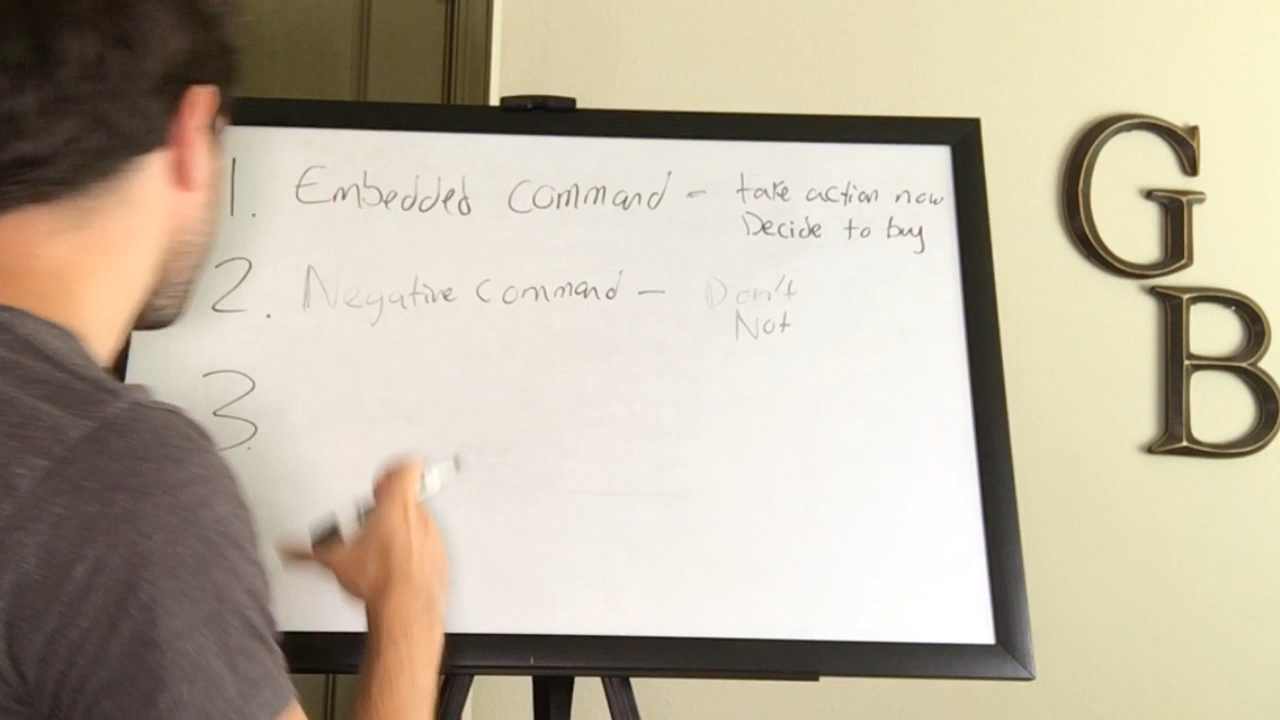 1. Embedded Command - take action now
Decide to buy
2. Negative Command - Don't
Not
3.
G
B